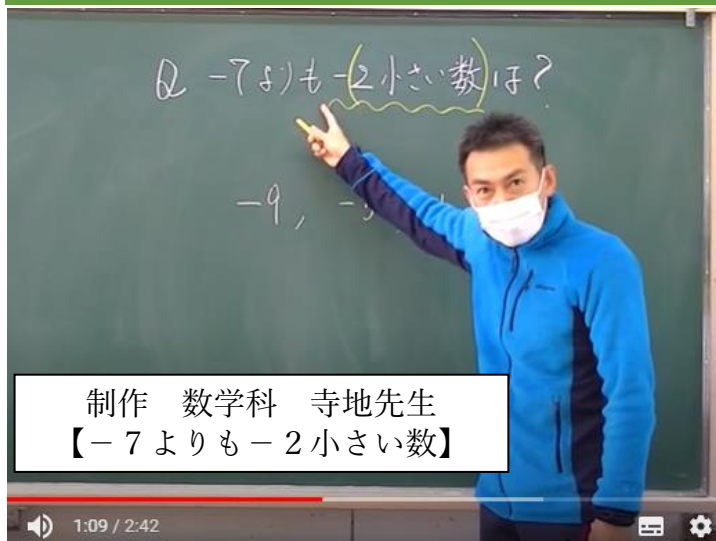 Q -7よりも-(2小さい数)は?
-9, -5,
制作 数学科 寺地先生
【－７よりも－２小さい数】
1:09 / 2:42